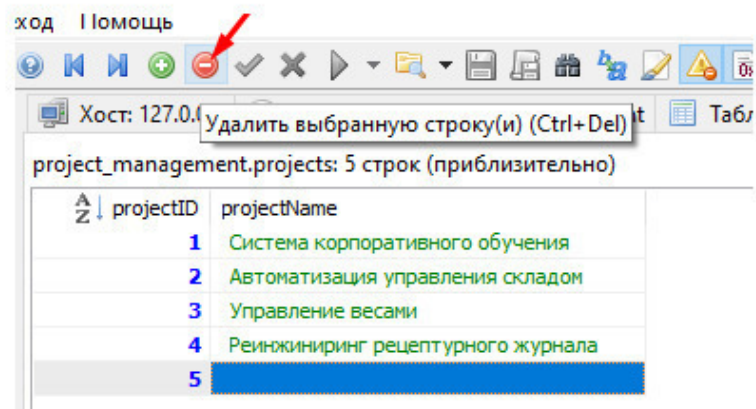 ход Помощь
Хост: 127.0.
Удалить выбранную строку(и) (Ctrl+Del)
project_management.projects: 5 строк (приблизительно)
projectID projectName
1 Система корпоративного обучения
2 Автоматизация управления складом
3 Управление весами
4 Реинжиниринг рецептурного журнала
5